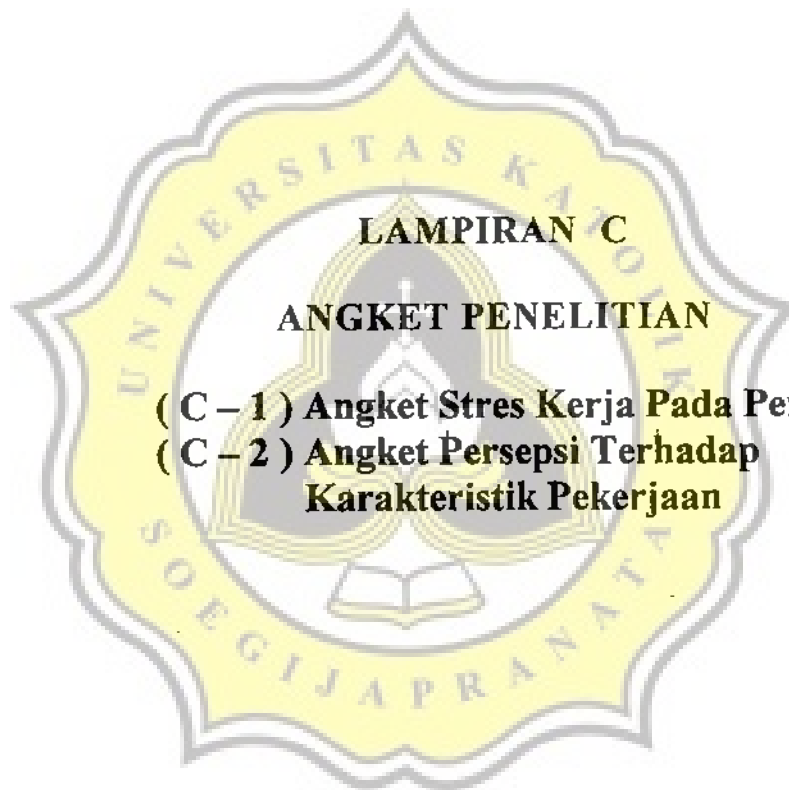 LAMPIRAN C
ANGKET PENELITIAN
( C – 1 ) Angket Stres Kerja Pada
( C – 2 ) Angket Persepsi Terhadap
Karakteristik Pekerjaan
UNIVERSITAS KATOLIK
SOEGIJAPRANATA